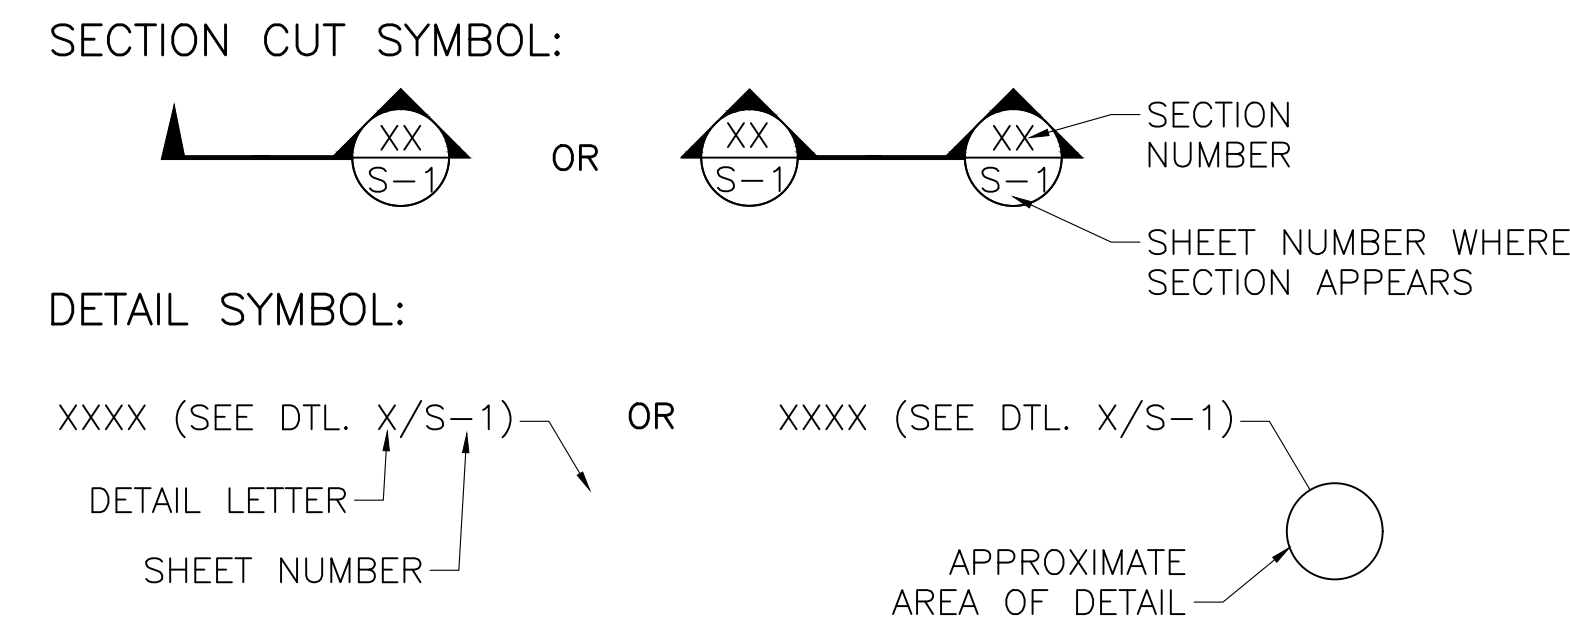 SECTION CUT SYMBOL:
XX
S-1
OR
XX
S-1
XX
S-1
SECTION
NUMBER
SHEET NUMBER WHERE
SECTION APPEARS
DETAIL SYMBOL:
XXXX (SEE DTL. X/S-1)
OR
XXXX (SEE DTL. X/S-1)
DETAIL LETTER
SHEET NUMBER
APPROXIMATE
AREA OF DETAIL